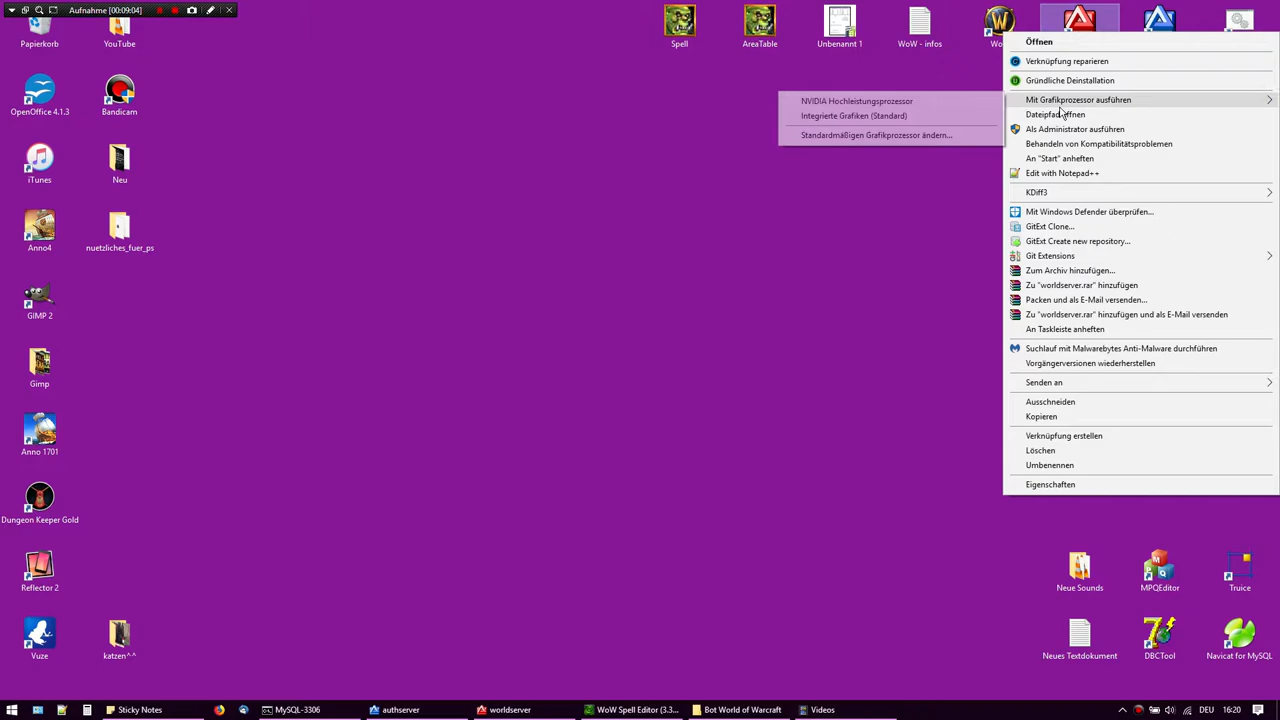 Aufnahme [00:09:04]
Papierkorb
YouTube
Spell
AreaTable
Unbenannt 1
WoW - infos
OpenOffice 4.1.3
Bandicam
iTunes
Neu
Anno4
nuetzliches_fuer_ps
GIMP 2
Gimp
Anno 1701
Dungeon Keeper Gold
Reflector 2
Vuze
katzen^^
Öffnen
Verknüpfung reparieren
Gründliche Deinstallation
Mit Grafikprozessor ausführen
Dateipfad öffnen
Als Administrator ausführen
Behandeln von Kompatibilitätsproblemen
An "Start" anheften
Edit with Notepad++
KDiff3
Mit Windows Defender überprüfen...
GitExt Clone...
GitExt Create new repository...
Git Extensions
Zum Archiv hinzufügen...
Zu "worldserver.rar" hinzufügen
Packen und als E-Mail versenden...
Zu "worldserver.rar" hinzufügen und als E-Mail versenden
An Taskleiste anheften
Suchlauf mit Malwarebytes Anti-Malware durchführen
Vorgängerversionen wiederherstellen
Senden an
Ausschneiden
Kopieren
Verknüpfung erstellen
Löschen
Umbenennen
Eigenschaften
NVIDIA Hochleistungsprozessor
Integrierte Grafiken (Standard)
Standardmäßigen Grafikprozessor ändern...
Neue Sounds
MPQEditor
Truice
Neues Textdokument
DBCTool
Navicat for MySQL
Sticky Notes
MySQL-3306
authserver
worldserver
WoW Spell Editor (3.3....
Bot World of Warcraft
Videos
DEU
16:20